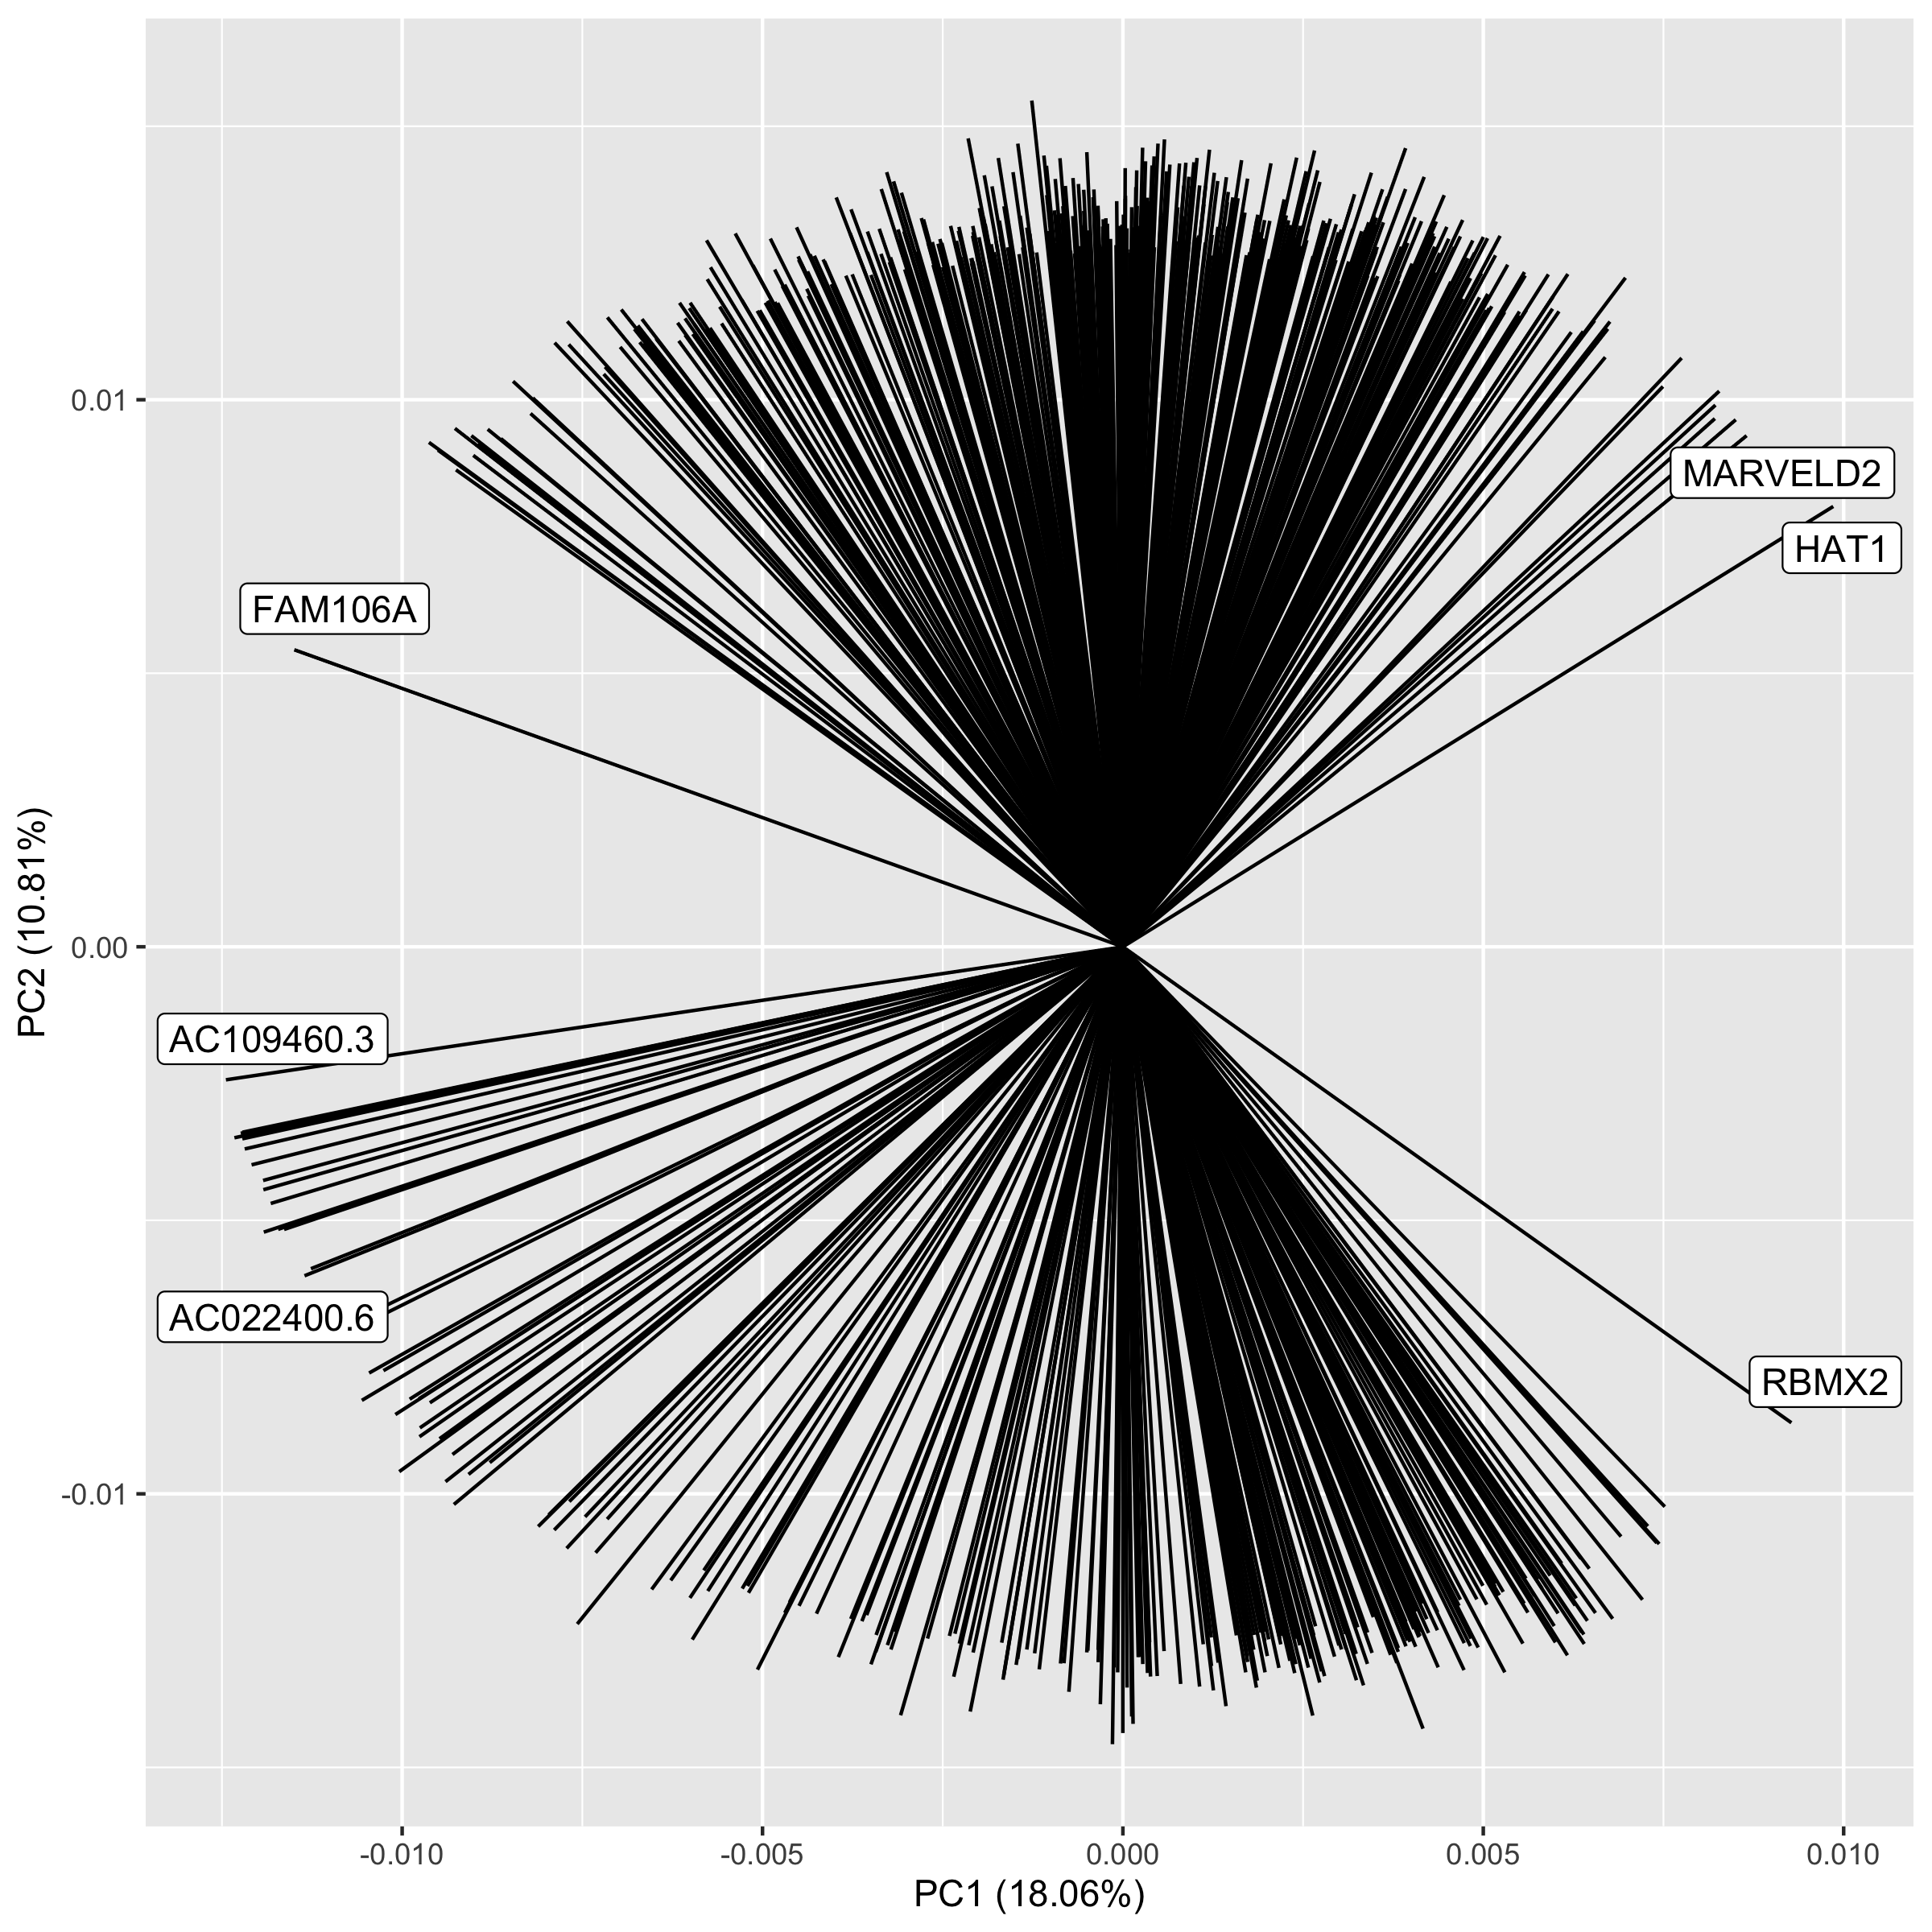 0.01
0.00
-0.01
PC2 (10.81%)
MARVELD2
HAT1
FAM106A
AC109460.3
AC022400.6
RBMX2
-0.010
-0.005
0.000
0.005
0.010
PC1 (18.06%)